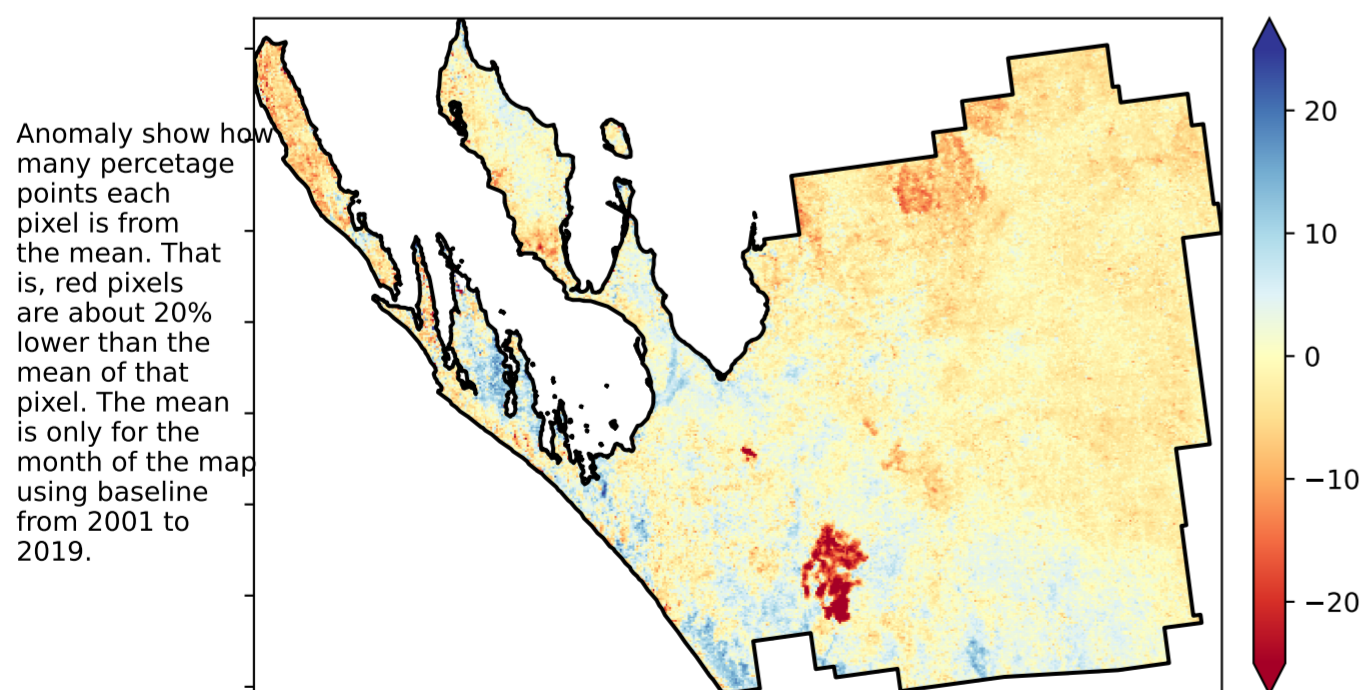 Anomaly show how
many percetage
points each
pixel is from
the mean. That
is, red pixels
are about 20%
lower than the
mean of that
pixel. The mean
is only for the
month of the map
using baseline
from 2001 to
2019.
20
10
0
−10
−20